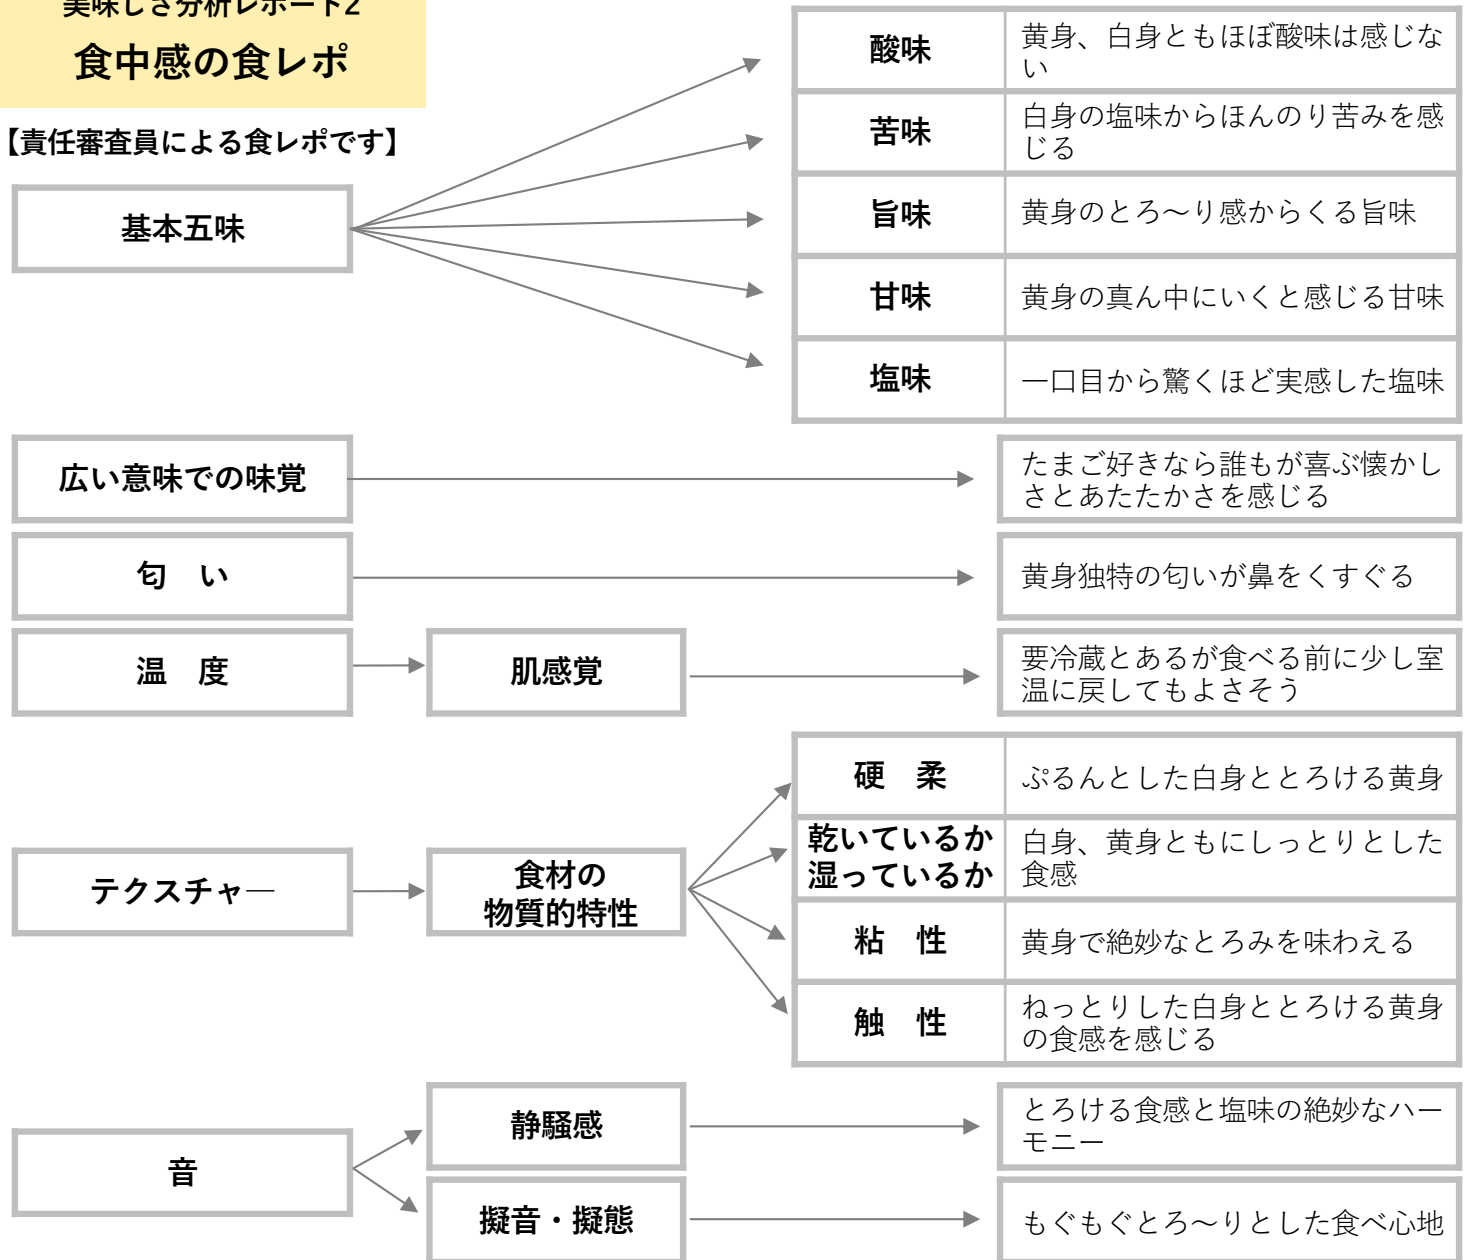 美味しさ分析レポート2
食中感の食レポ
【責任審査員による食レポです】
基本五味
酸味
黄身、白身ともほぼ酸味は感じな
い
苦味
白身の塩味からほんのり苦みを感
じる
旨味
黄身のとろ～り感からくる旨味
甘味
黄身の真ん中にいくと感じる甘味
塩味
一口目から驚くほど実感した塩味
広い意味での味覚
たまご好きなら誰もが喜ぶ懐かし
さとあたたかさを感じる
匂　い
黄身独特の匂いが鼻をくすぐる
温　度
肌感覚
要冷蔵とあるが食べる前に少し室
温に戻してもよさそう
テクスチャ―
食材の
物質的特性
硬　柔
ぷるんとした白身ととろける黄身
乾いているか
湿っているか
白身、黄身ともにしっとりとした
食感
粘　性
黄身で絶妙なとろみを味わえる
触　性
ねっとりした白身ととろける黄身
の食感を感じる
音
静騒感
とろける食感と塩味の絶妙なハー
モニー
擬音・擬態
もぐもぐとろ～りとした食べ心地